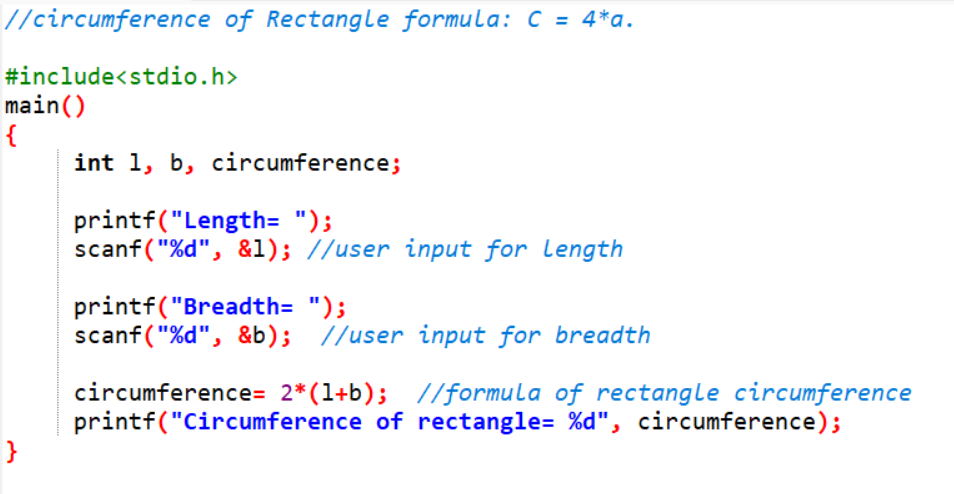 //circumference of Rectangle formula: C = 4*a.
#include<stdio.h>
main()
{
int l, b, circumference;
printf("Length= ");
scanf("%d", &l); //user input for length
printf("Breadth= ");
scanf("%d", &b);  //user input for breadth
circumference= 2*(l+b);  //formula of rectangle circumference
printf("Circumference of rectangle= %d", circumference);
}